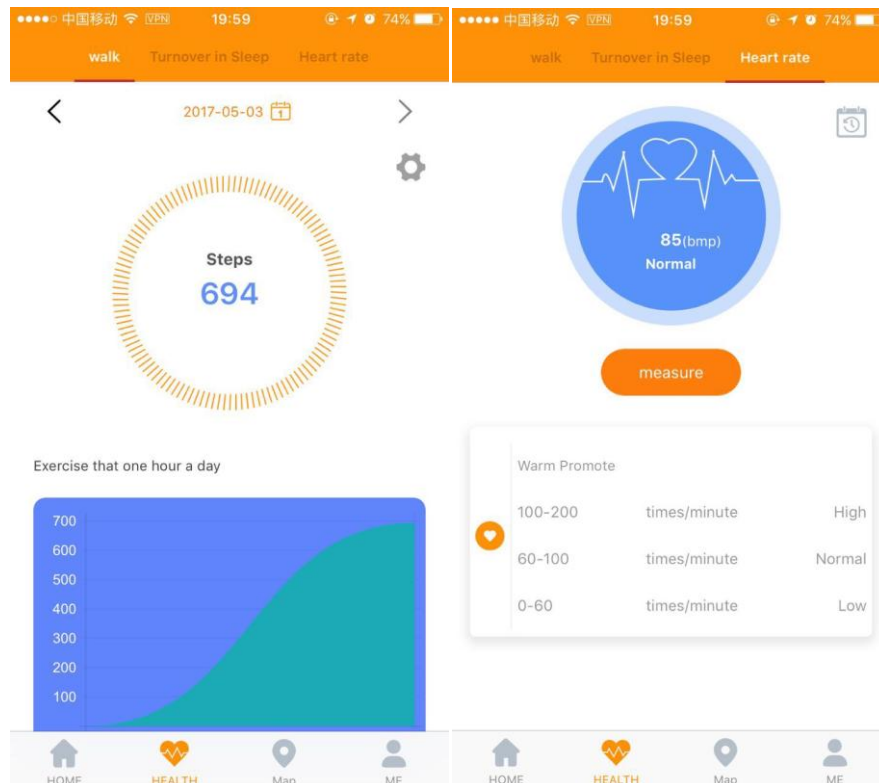 中国移动 VPN 19:59 74%
walk Turnover in Sleep Heart rate
2017-05-03 1
Steps
694
Exercise that one hour a day
700
600
500
400
300
200
100
HOME HEALTH Map ME
中国移动 VPN 19:59 74%
walk Turnover in Sleep Heart rate
85(bmp)
Normal
measure
Warm Promote
100-200 times/minute High
60-100 times/minute Normal
0-60 times/minute Low
HOME HEALTH Map ME